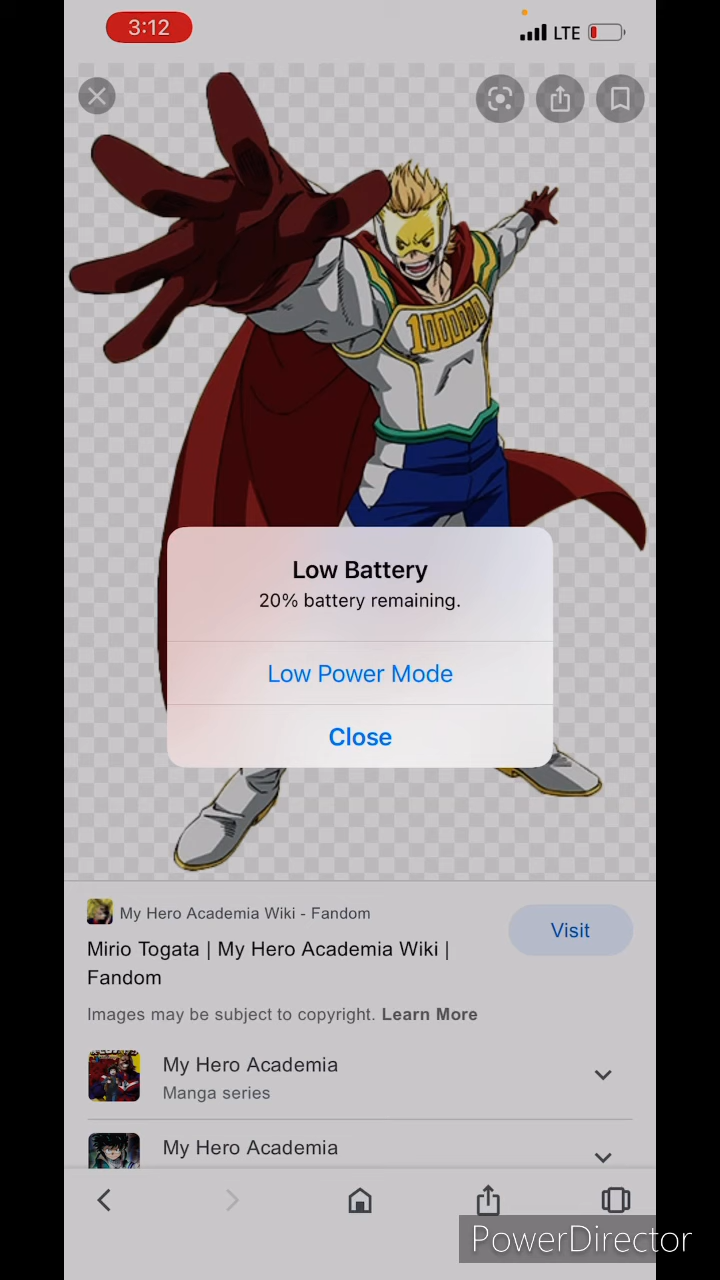 3:12
LTE
1000000
Low Battery
20% battery remaining.
Low Power Mode
Close
My Hero Academia Wiki - Fandom
Visit
Mirio Togata | My Hero Academia Wiki |
Fandom
Images may be subject to copyright. Learn More
My Hero Academia
Manga series
My Hero Academia
PowerDirector